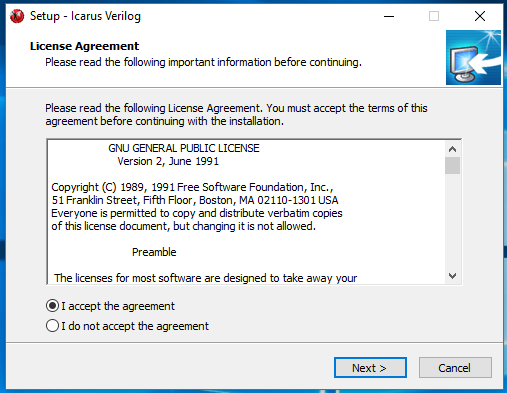 Setup - Icarus Verilog
License Agreement
Please read the following important information before continuing.
Please read the following License Agreement. You must accept the terms of this
agreement before continuing with the installation.
GNU GENERAL PUBLIC LICENSE
Version 2, June 1991
Copyright (C) 1989, 1991 Free Software Foundation, Inc.,
51 Franklin Street, Fifth Floor, Boston, MA 02110-1301 USA
Everyone is permitted to copy and distribute verbatim copies
of this license document, but changing it is not allowed.
Preamble
The licenses for most software are designed to take away your
I accept the agreement
I do not accept the agreement
Next >
Cancel